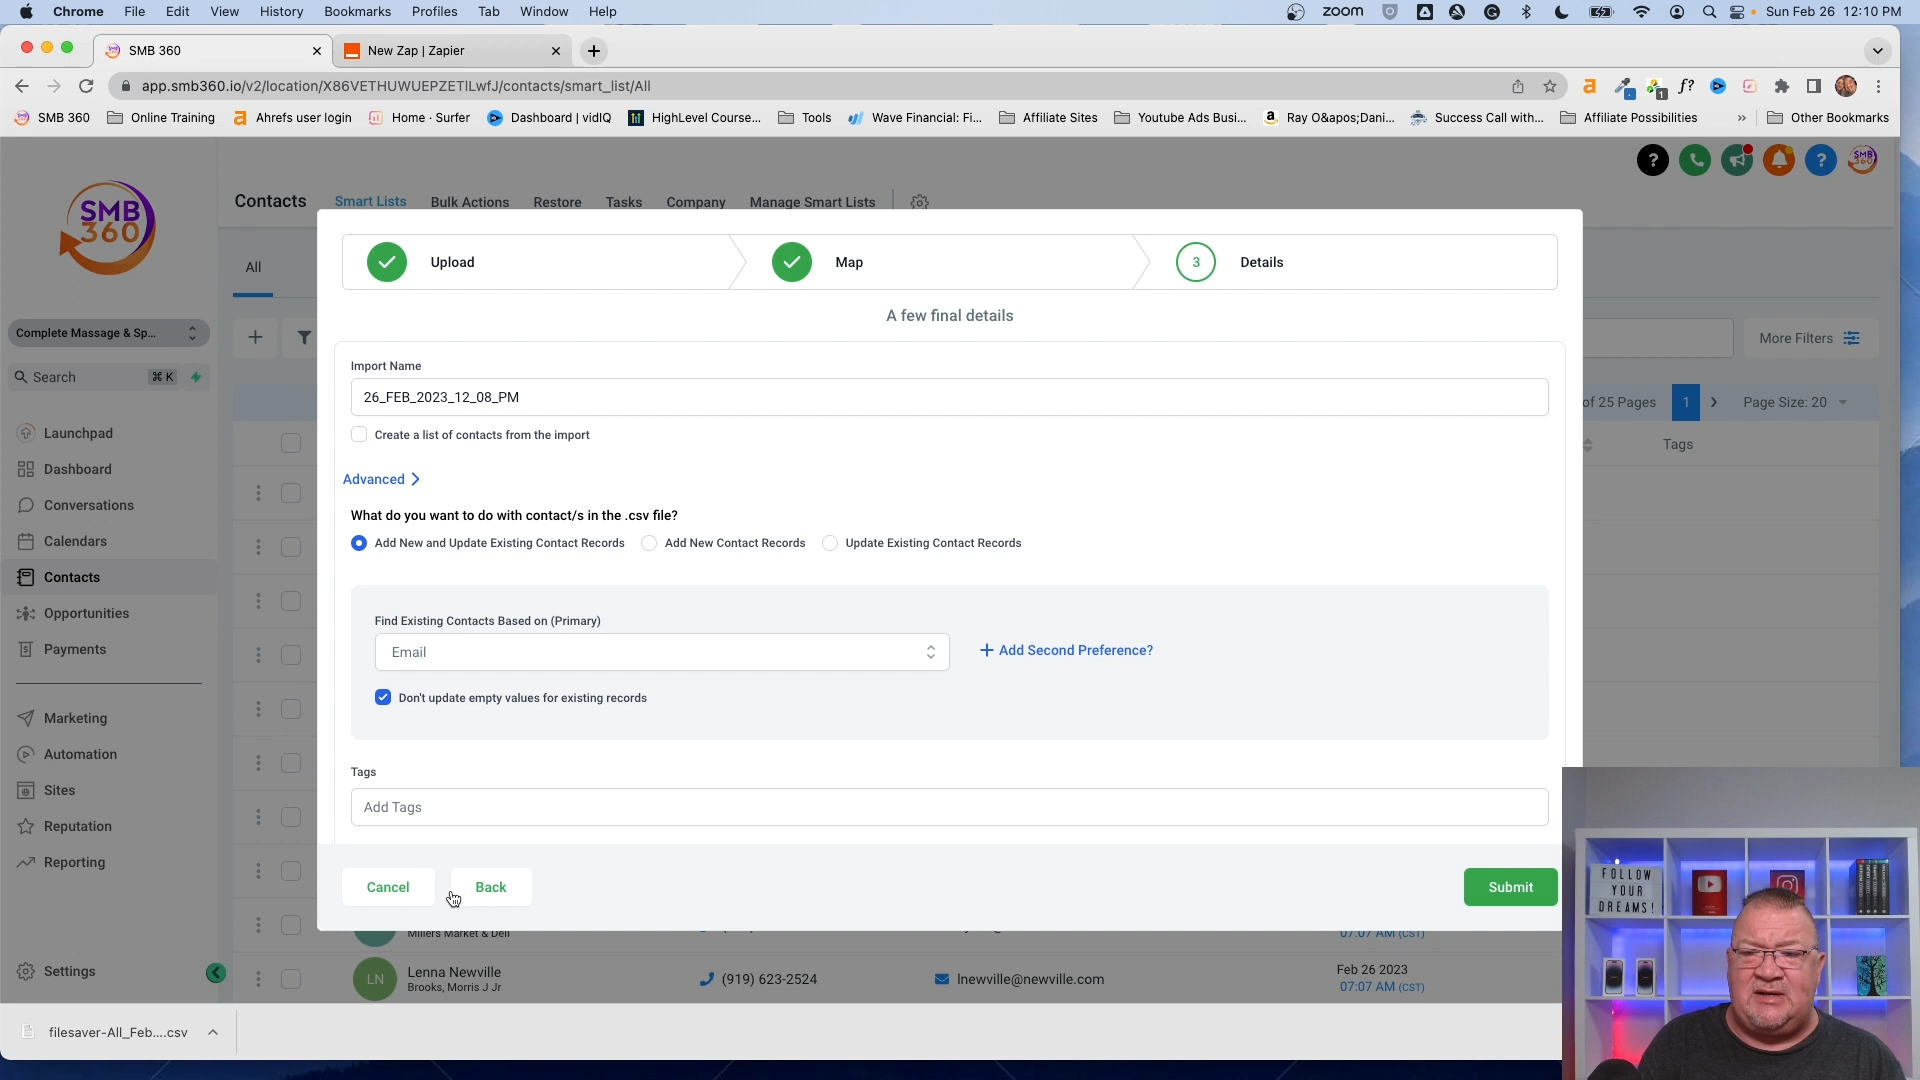 Chrome File Edit View History Bookmarks Profiles Tab Window Help
zoom
Sun Feb 26 12:10 PM
SMB 360
New Zap | Zapier
app.smb360.io/v2/location/X86VETHUWUEPZETlLwfJ/contacts/smart_list/All
SMB 360
Online Training
Ahrefs user login
Home · Surfer
Dashboard | vidIQ
HighLevel Course...
Tools
Wave Financial: Fi...
Affiliate Sites
Youtube Ads Busi...
Ray O&apos;Dani...
Success Call with...
Affiliate Possibilities
»
Other Bookmarks
SMB
360
Complete Massage & Sp...
Search ⌘ K
Launchpad
Dashboard
Conversations
Calendars
Contacts
Opportunities
Payments
Marketing
Automation
Sites
Reputation
Reporting
Settings
Contacts
Smart Lists
Bulk Actions
Restore
Tasks
Company
Manage Smart Lists
All
More Filters
of 25 Pages
1
Page Size: 20
Tags
Upload
Map
3 Details
A few final details
Import Name
26_FEB_2023_12_08_PM
Create a list of contacts from the import
Advanced
What do you want to do with contact/s in the .csv file?
Add New and Update Existing Contact Records
Add New Contact Records
Update Existing Contact Records
Find Existing Contacts Based on (Primary)
Email
Add Second Preference?
Don't update empty values for existing records
Tags
Add Tags
Cancel
Back
Submit
Millers Market & Deli
07:07 AM (CST)
LN
Lenna Newville
Brooks, Morris J Jr
(919) 623-2524
lnewville@newville.com
Feb 26 2023
07:07 AM (CST)
filesaver-All_Feb....csv
FOLLOW
YOUR
DREAMS!